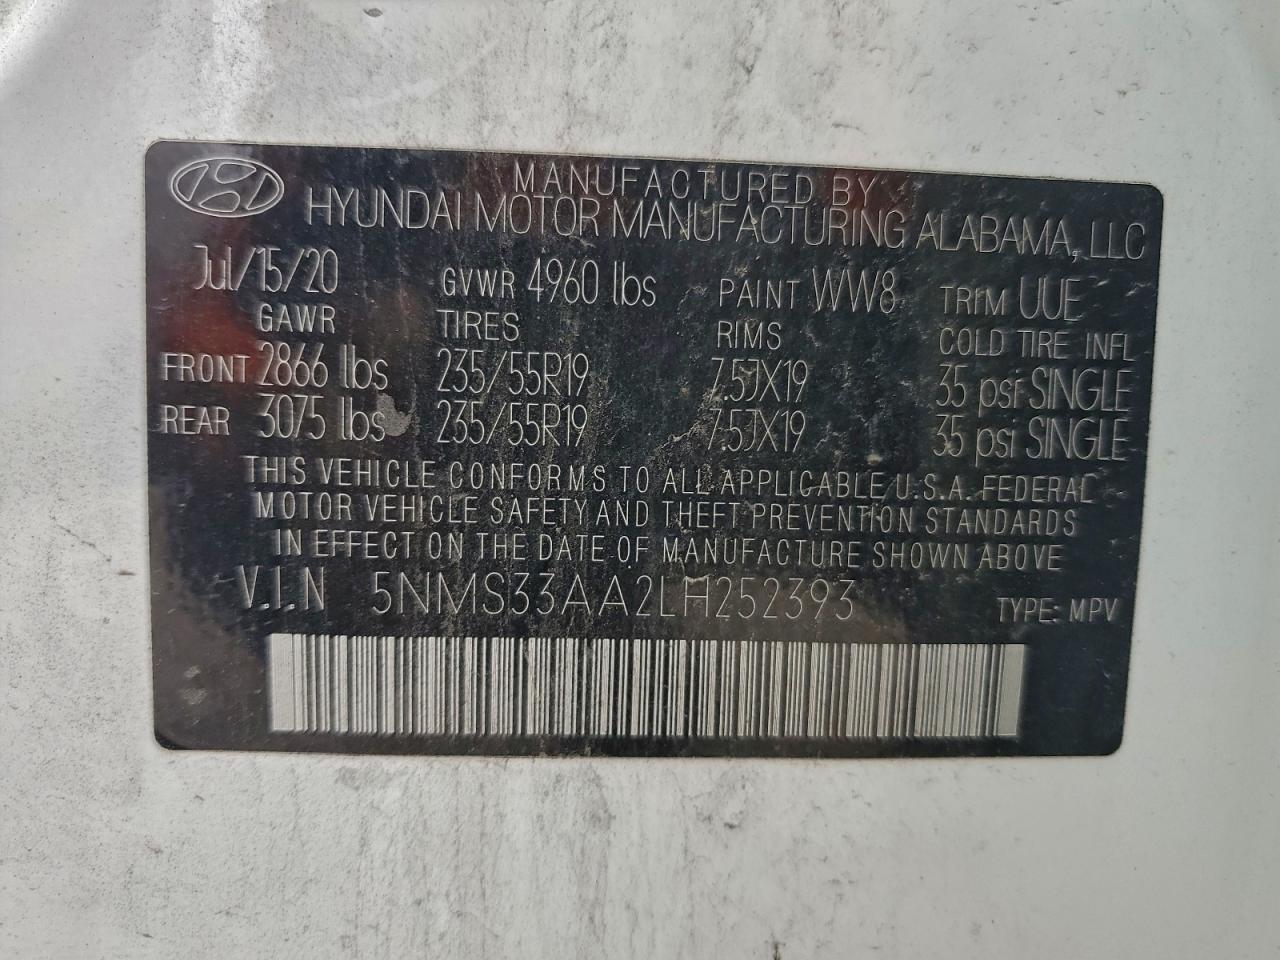 MANUFACTURED BY
HYUNDAI MOTOR MANUFACTURING ALABAMA, LLC
Jul/15/20 GVWR 4960 lbs PAINT WW8 TRIM UUE
GAWR TIRES RIMS COLD TIRE INFL
FRONT 2866 lbs 235/55R19 7.5JX19 35 psi SINGLE
REAR 3075 lbs 235/55R19 7.5JX19 35 psi SINGLE
THIS VEHICLE CONFORMS TO ALL APPLICABLE U.S.A. FEDERAL
MOTOR VEHICLE SAFETY AND THEFT PREVENTION STANDARDS
IN EFFECT ON THE DATE OF MANUFACTURE SHOWN ABOVE
V.I.N 5NMS33AA2LH252393 TYPE: MPV